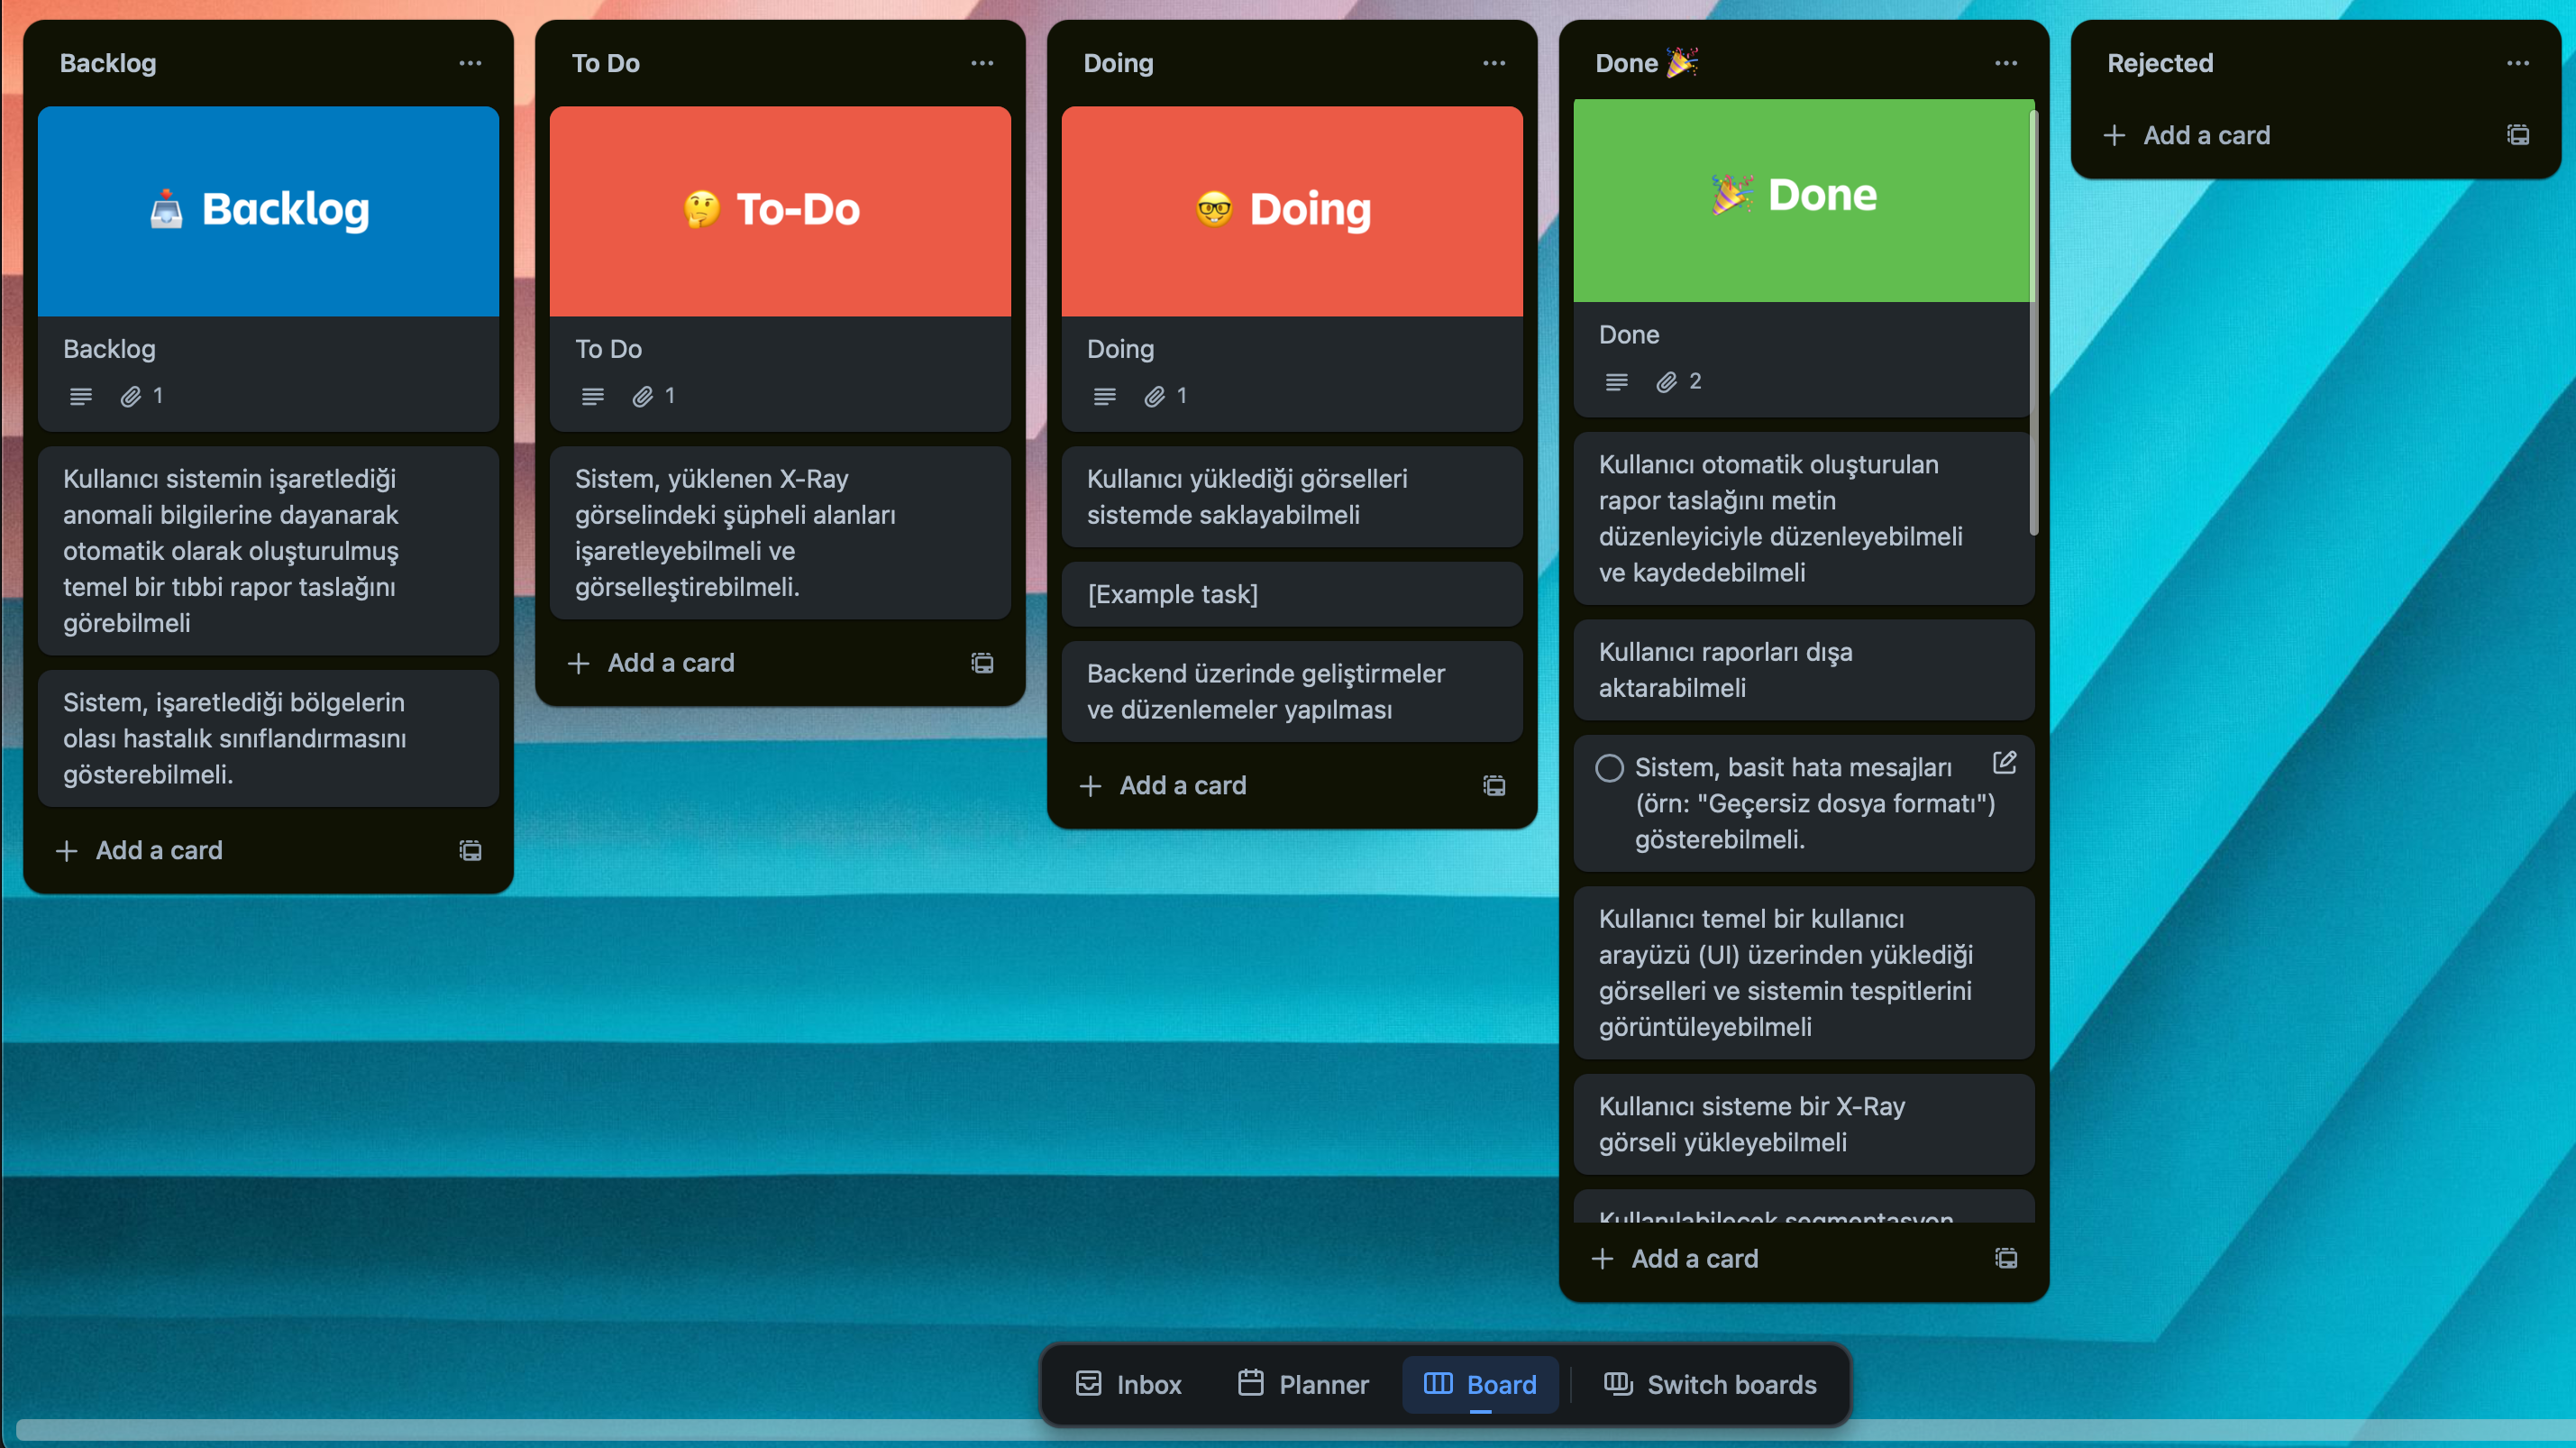 Backlog
Backlog
Backlog
1
Kullanıcı sistemin işaretlediği
anomali bilgilerine dayanarak
otomatik olarak oluşturulmuş
temel bir tıbbi rapor taslağını
görebilmeli
Sistem, işaretlediği bölgelerin
olası hastalık sınıflandırmasını
gösterebilmeli.
Add a card
To Do
To-Do
To Do
1
Sistem, yüklenen X-Ray
görselindeki şüpheli alanları
işaretleyebilmeli ve
görselleştirebilmeli.
Add a card
Doing
Doing
Doing
1
Kullanıcı yüklediği görselleri
sistemde saklayabilmeli
[Example task]
Backend üzerinde geliştirmeler
ve düzenlemeler yapılması
Add a card
Done 🎉
🎉 Done
Done
2
Kullanıcı otomatik oluşturulan
rapor taslağını metin
düzenleyiciyle düzenleyebilmeli
ve kaydedebilmeli
Kullanıcı raporları dışa
aktarabilmeli
Sistem, basit hata mesajları
(örn: "Geçersiz dosya formatı")
gösterebilmeli.
Kullanıcı temel bir kullanıcı
arayüzü (UI) üzerinden yüklediği
görselleri ve sistemin tespitlerini
görüntüleyebilmeli
Kullanıcı sisteme bir X-Ray
görseli yükleyebilmeli
Kullanılabilecek segmentasyon
Add a card
Rejected
Add a card
Inbox
Planner
Board
Switch boards